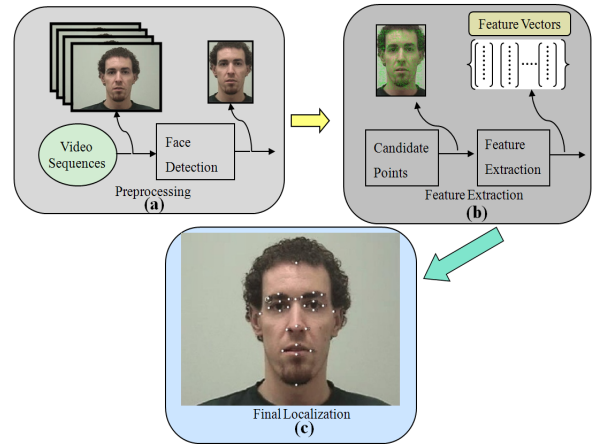 Video
Sequences
Face
Detection
Preprocessing
(a)
Feature Vectors
Candidate
Points
Feature
Extraction
Feature Extraction
(b)
Final Localization
(c)